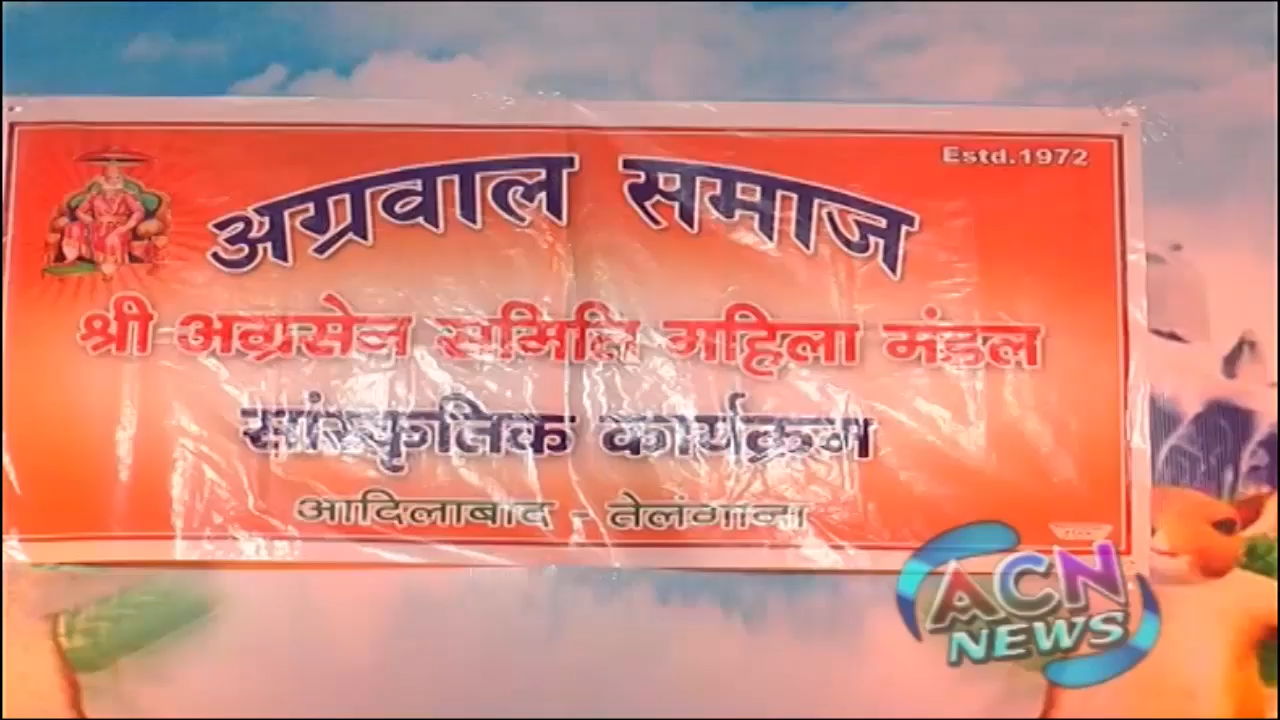 Estd.1972
अग्रवाल समाज
श्री अग्रसेन समिति महिला मंडल
सांस्कृतिक कार्यक्रम
आदिलाबाद - तेलंगाना
ACN
NEWS